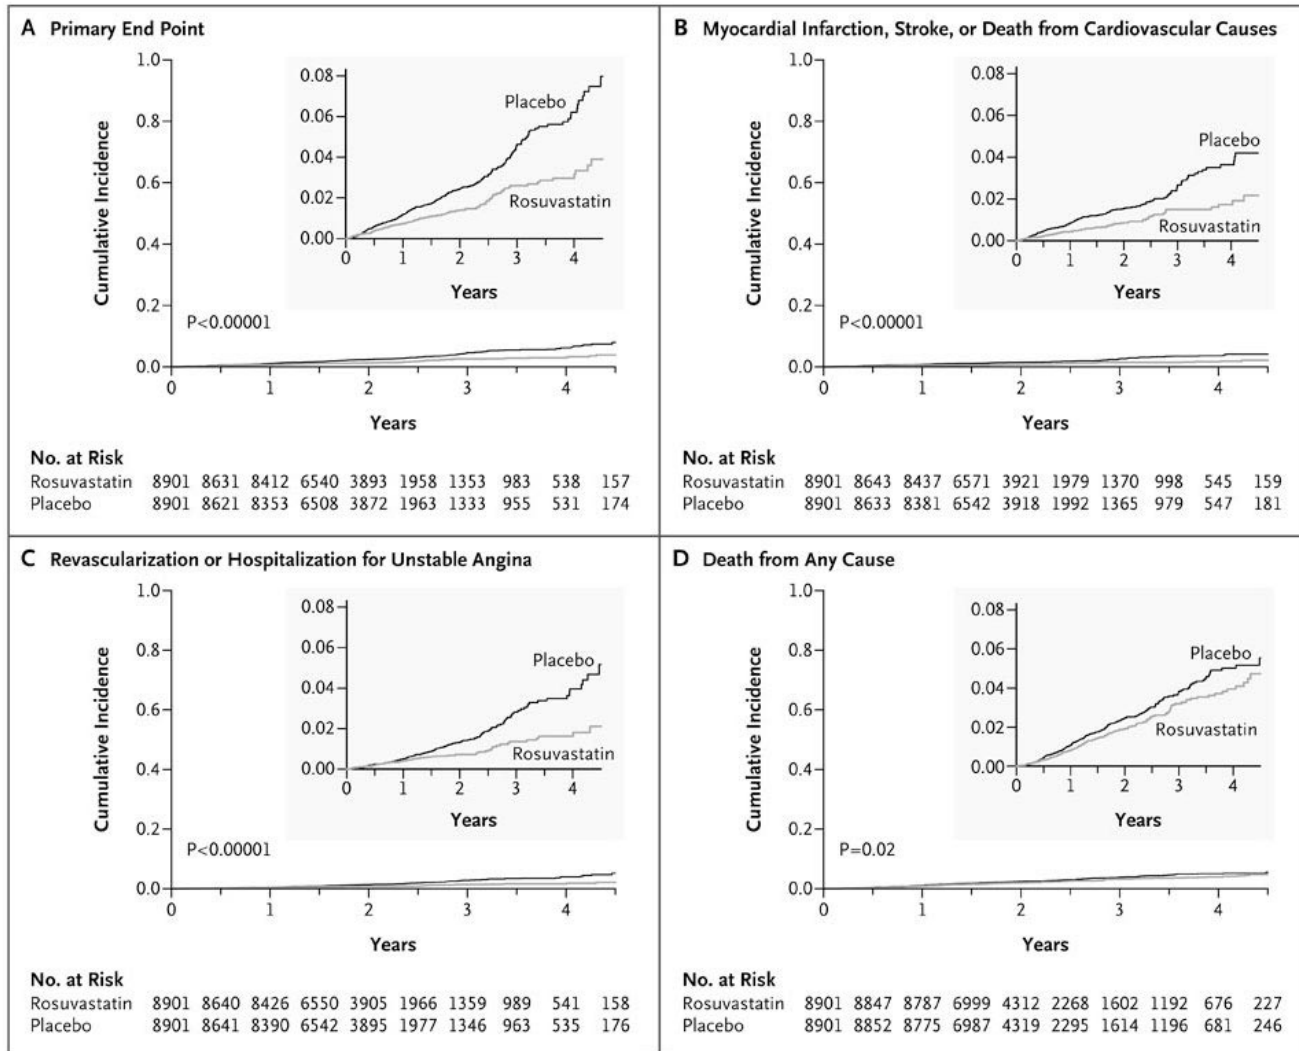 A Primary End Point
1.0
0.8
0.6
0.4
0.2
0.0
Cumulative Incidence
0.08
0.06
0.04
0.02
0.00
Placebo
Rosuvastatin
0 1 2 3 4
Years
P<0.00001
0 1 2 3 4
Years
No. at Risk
Rosuvastatin 8901 8631 8412 6540 3893 1958 1353 983 538 157
Placebo 8901 8621 8353 6508 3872 1963 1333 955 531 174
B Myocardial Infarction, Stroke, or Death from Cardiovascular Causes
1.0
0.8
0.6
0.4
0.2
0.0
Cumulative Incidence
0.08
0.06
0.04
0.02
0.00
Placebo
Rosuvastatin
0 1 2 3 4
Years
P<0.00001
0 1 2 3 4
Years
No. at Risk
Rosuvastatin 8901 8643 8437 6571 3921 1979 1370 998 545 159
Placebo 8901 8633 8381 6542 3918 1992 1365 979 547 181
C Revascularization or Hospitalization for Unstable Angina
1.0
0.8
0.6
0.4
0.2
0.0
Cumulative Incidence
0.08
0.06
0.04
0.02
0.00
Placebo
Rosuvastatin
0 1 2 3 4
Years
P<0.00001
0 1 2 3 4
Years
No. at Risk
Rosuvastatin 8901 8640 8426 6550 3905 1966 1359 989 541 158
Placebo 8901 8641 8390 6542 3895 1977 1346 963 535 176
D Death from Any Cause
1.0
0.8
0.6
0.4
0.2
0.0
Cumulative Incidence
0.08
0.06
0.04
0.02
0.00
Placebo
Rosuvastatin
0 1 2 3 4
Years
P=0.02
0 1 2 3 4
Years
No. at Risk
Rosuvastatin 8901 8847 8787 6999 4312 2268 1602 1192 676 227
Placebo 8901 8852 8775 6987 4319 2295 1614 1196 681 246